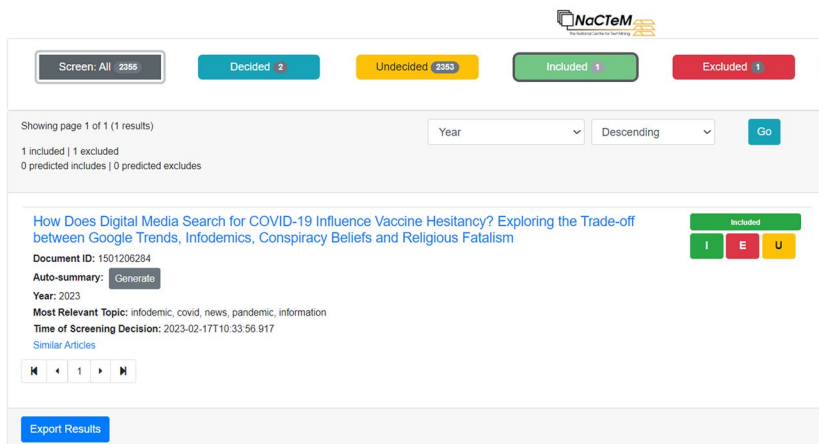 NaCTeM
The National Centre for Text Mining
Screen: All 2355
Decided 2
Undecided 2353
Included 1
Excluded 1
Showing page 1 of 1 (1 results)
1 included | 1 excluded
0 predicted includes | 0 predicted excludes
Year
Descending
Go
How Does Digital Media Search for COVID-19 Influence Vaccine Hesitancy? Exploring the Trade-off
between Google Trends, Infodemics, Conspiracy Beliefs and Religious Fatalism
Included
I E U
Document ID: 1501206284
Auto-summary: Generate
Year: 2023
Most Relevant Topic: infodemic, covid, news, pandemic, information
Time of Screening Decision: 2023-02-17T10:33:56.917
Similar Articles
1
Export Results